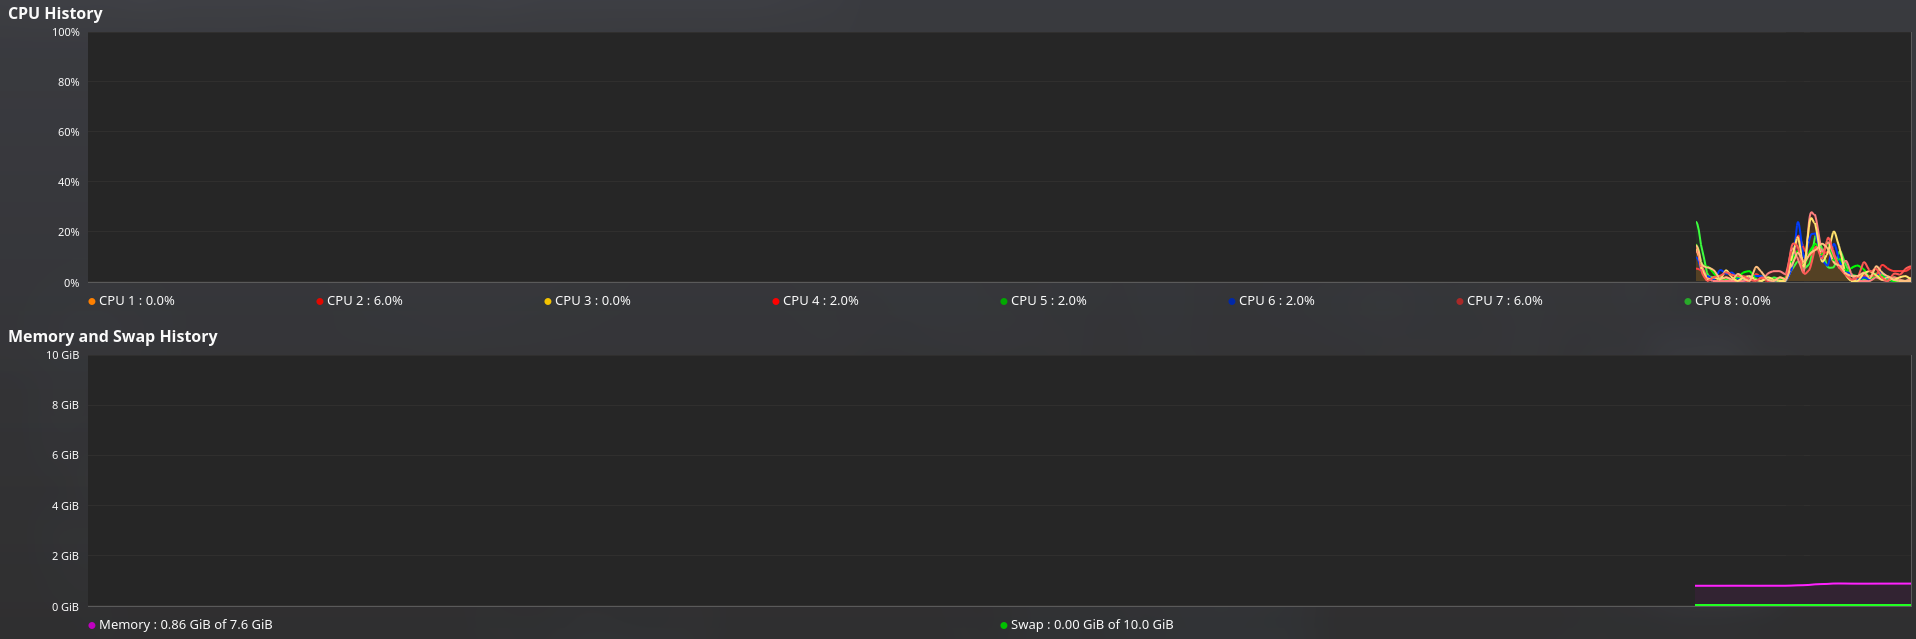 CPU History
100%
80%
60%
40%
20%
0%
CPU 1 : 0.0% CPU 2 : 6.0% CPU 3 : 0.0% CPU 4 : 2.0% CPU 5 : 2.0% CPU 6 : 2.0% CPU 7 : 6.0% CPU 8 : 0.0%
Memory and Swap History
10 GiB
8 GiB
6 GiB
4 GiB
2 GiB
0 GiB
Memory : 0.86 GiB of 7.6 GiB Swap : 0.00 GiB of 10.0 GiB